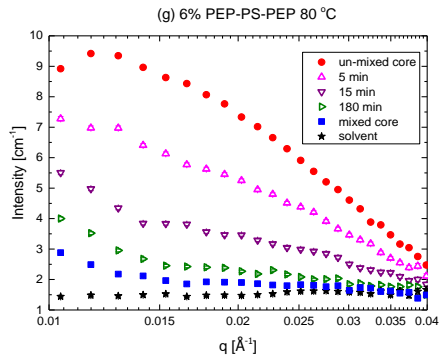 (g) 6% PEP-PS-PEP 80 °C
Intensity [cm⁻¹]
10
9
8
7
6
5
4
3
2
1
un-mixed core
5 min
15 min
180 min
mixed core
solvent
0.01 0.015 0.02 0.025 0.03 0.035 0.04
q [Å⁻¹]